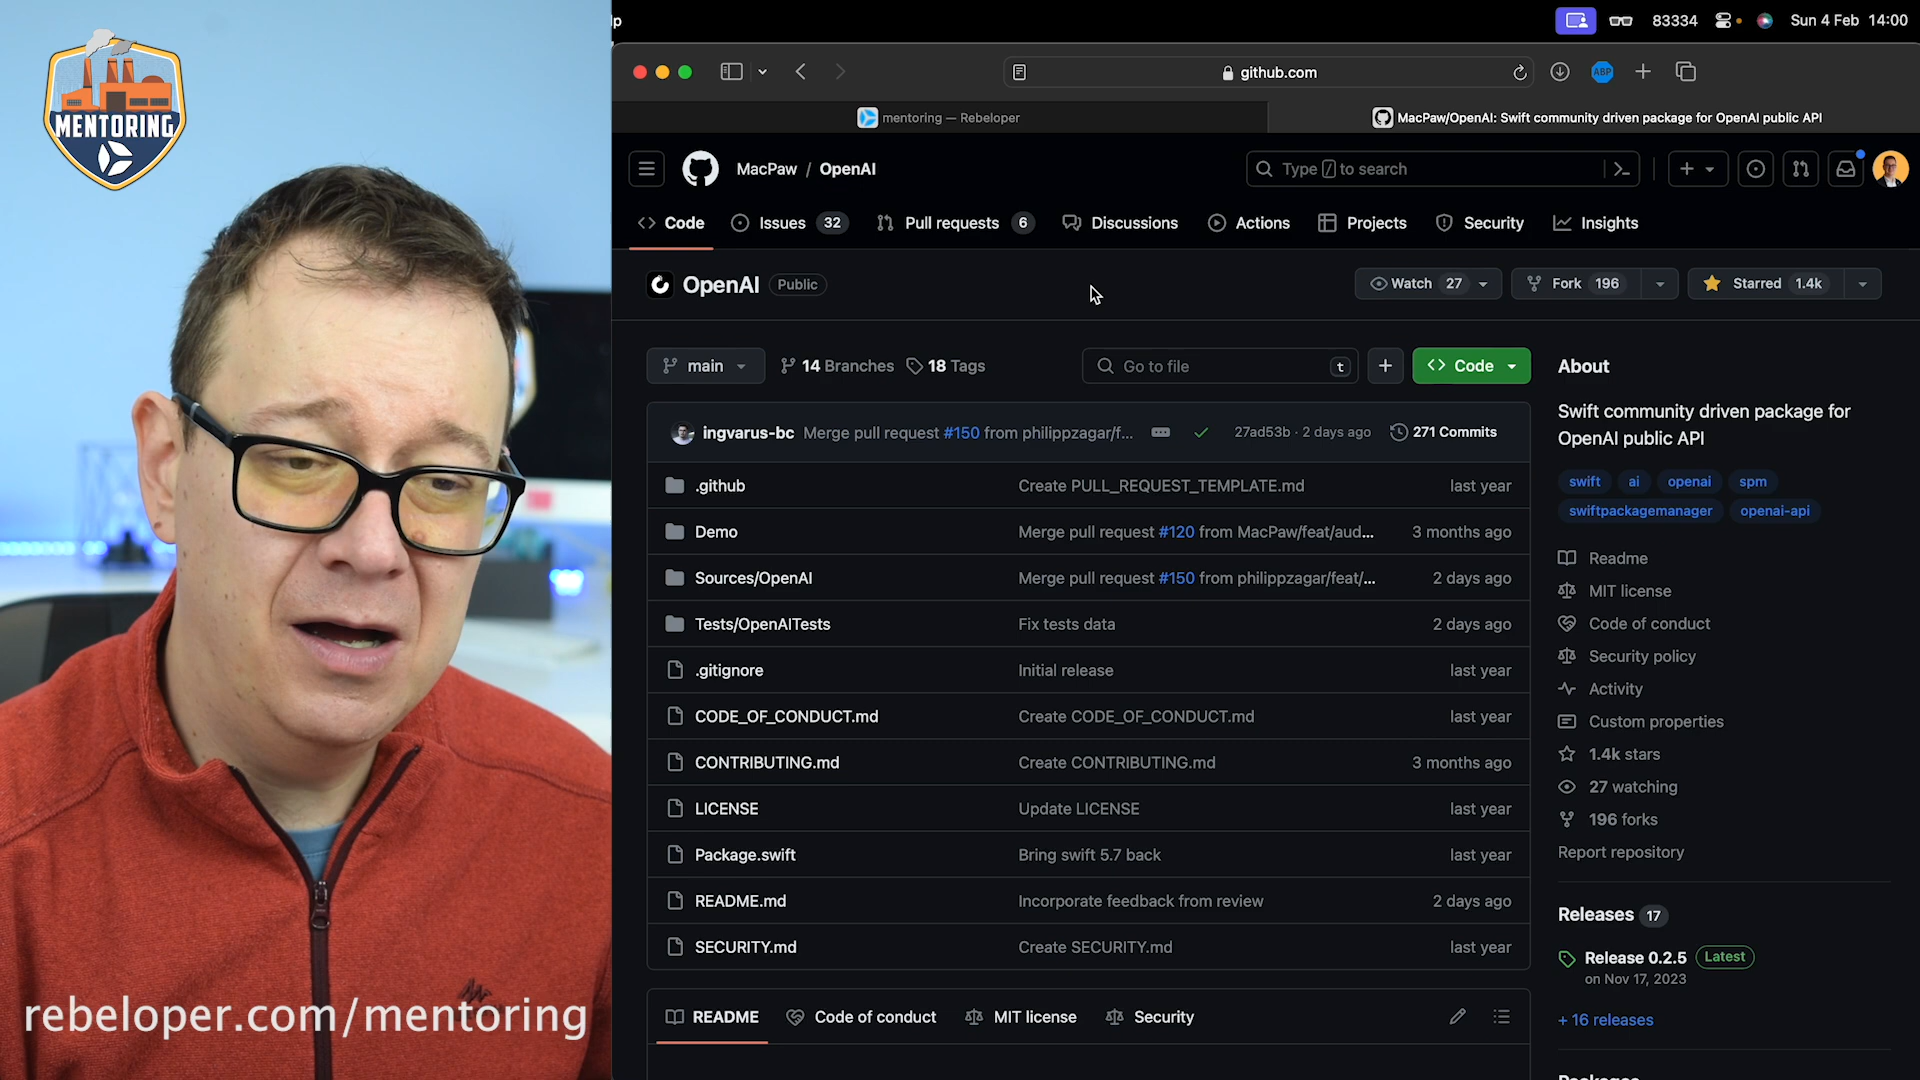 MENTORING
rebeloper.com/mentoring
lp
83334
Sun 4 Feb 14:00
github.com
ABP
mentoring — Rebeloper
MacPaw/OpenAI: Swift community driven package for OpenAI public API
MacPaw / OpenAI
Type / to search
Code
Issues 32
Pull requests 6
Discussions
Actions
Projects
Security
Insights
OpenAI Public
Watch 27
Fork 196
Starred 1.4k
main
14 Branches
18 Tags
Go to file t
Code
ingvarus-bc Merge pull request #150 from philippzagar/f... 27ad53b · 2 days ago 271 Commits
.github Create PULL_REQUEST_TEMPLATE.md last year
Demo Merge pull request #120 from MacPaw/feat/aud... 3 months ago
Sources/OpenAI Merge pull request #150 from philippzagar/feat/... 2 days ago
Tests/OpenAITests Fix tests data 2 days ago
.gitignore Initial release last year
CODE_OF_CONDUCT.md Create CODE_OF_CONDUCT.md last year
CONTRIBUTING.md Create CONTRIBUTING.md 3 months ago
LICENSE Update LICENSE last year
Package.swift Bring swift 5.7 back last year
README.md Incorporate feedback from review 2 days ago
SECURITY.md Create SECURITY.md last year
README
Code of conduct
MIT license
Security
About
Swift community driven package for
OpenAI public API
swift ai openai spm
swiftpackagemanager openai-api
Readme
MIT license
Code of conduct
Security policy
Activity
Custom properties
1.4k stars
27 watching
196 forks
Report repository
Releases 17
Release 0.2.5 Latest
on Nov 17, 2023
+ 16 releases